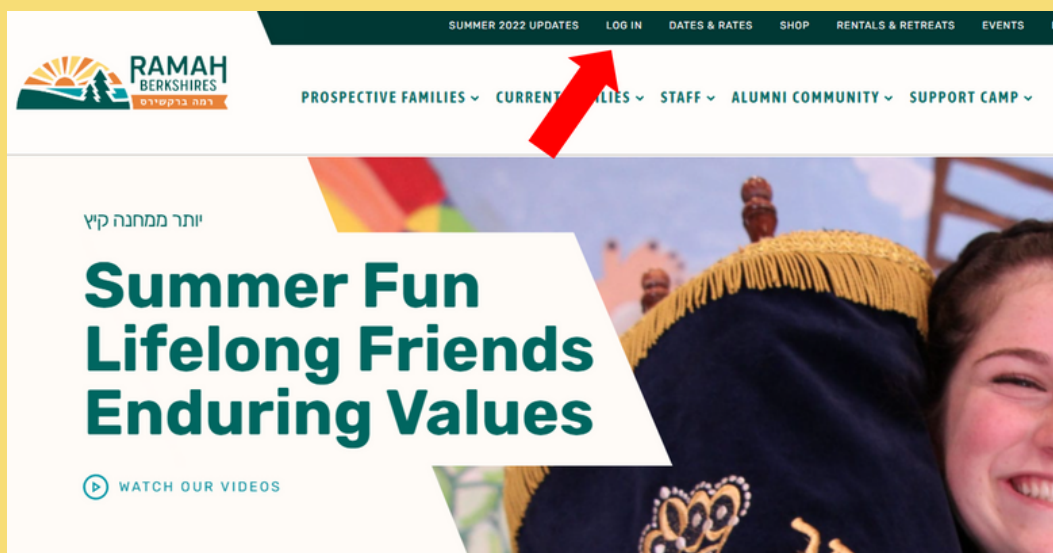 SUMMER 2022 UPDATES LOG IN DATES & RATES SHOP RENTALS & RETREATS EVENTS
RAMAH
BERKSHIRES
רמה ברקשירס
PROSPECTIVE FAMILIES CURRENT STAFF ALUMNI COMMUNITY SUPPORT CAMP
יותר ממחנה קיץ
Summer Fun
Lifelong Friends
Enduring Values
WATCH OUR VIDEOS